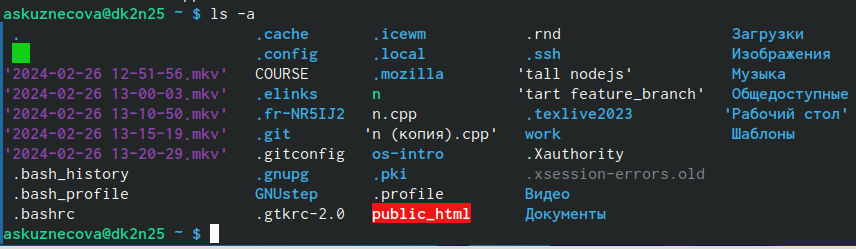 askuznecova@dk2n25 ~ $ ls -a
. .cache .icewm .rnd Загрузки
.. .config .local .ssh Изображения
'2024-02-26 12-51-56.mkv' COURSE .mozilla 'tall nodejs' Музыка
'2024-02-26 13-00-03.mkv' .elinks n 'tart feature_branch' Общедоступные
'2024-02-26 13-10-50.mkv' .fr-NR5IJ2 n.cpp .texlive2023 'Рабочий стол'
'2024-02-26 13-15-19.mkv' .git 'n (копия).cpp' work Шаблоны
'2024-02-26 13-20-29.mkv' .gitconfig os-intro .Xauthority
.bash_history .gnupg .pki .xsession-errors.old
.bash_profile GNUstep .profile Видео
.bashrc .gtkrc-2.0 public_html Документы
askuznecova@dk2n25 ~ $